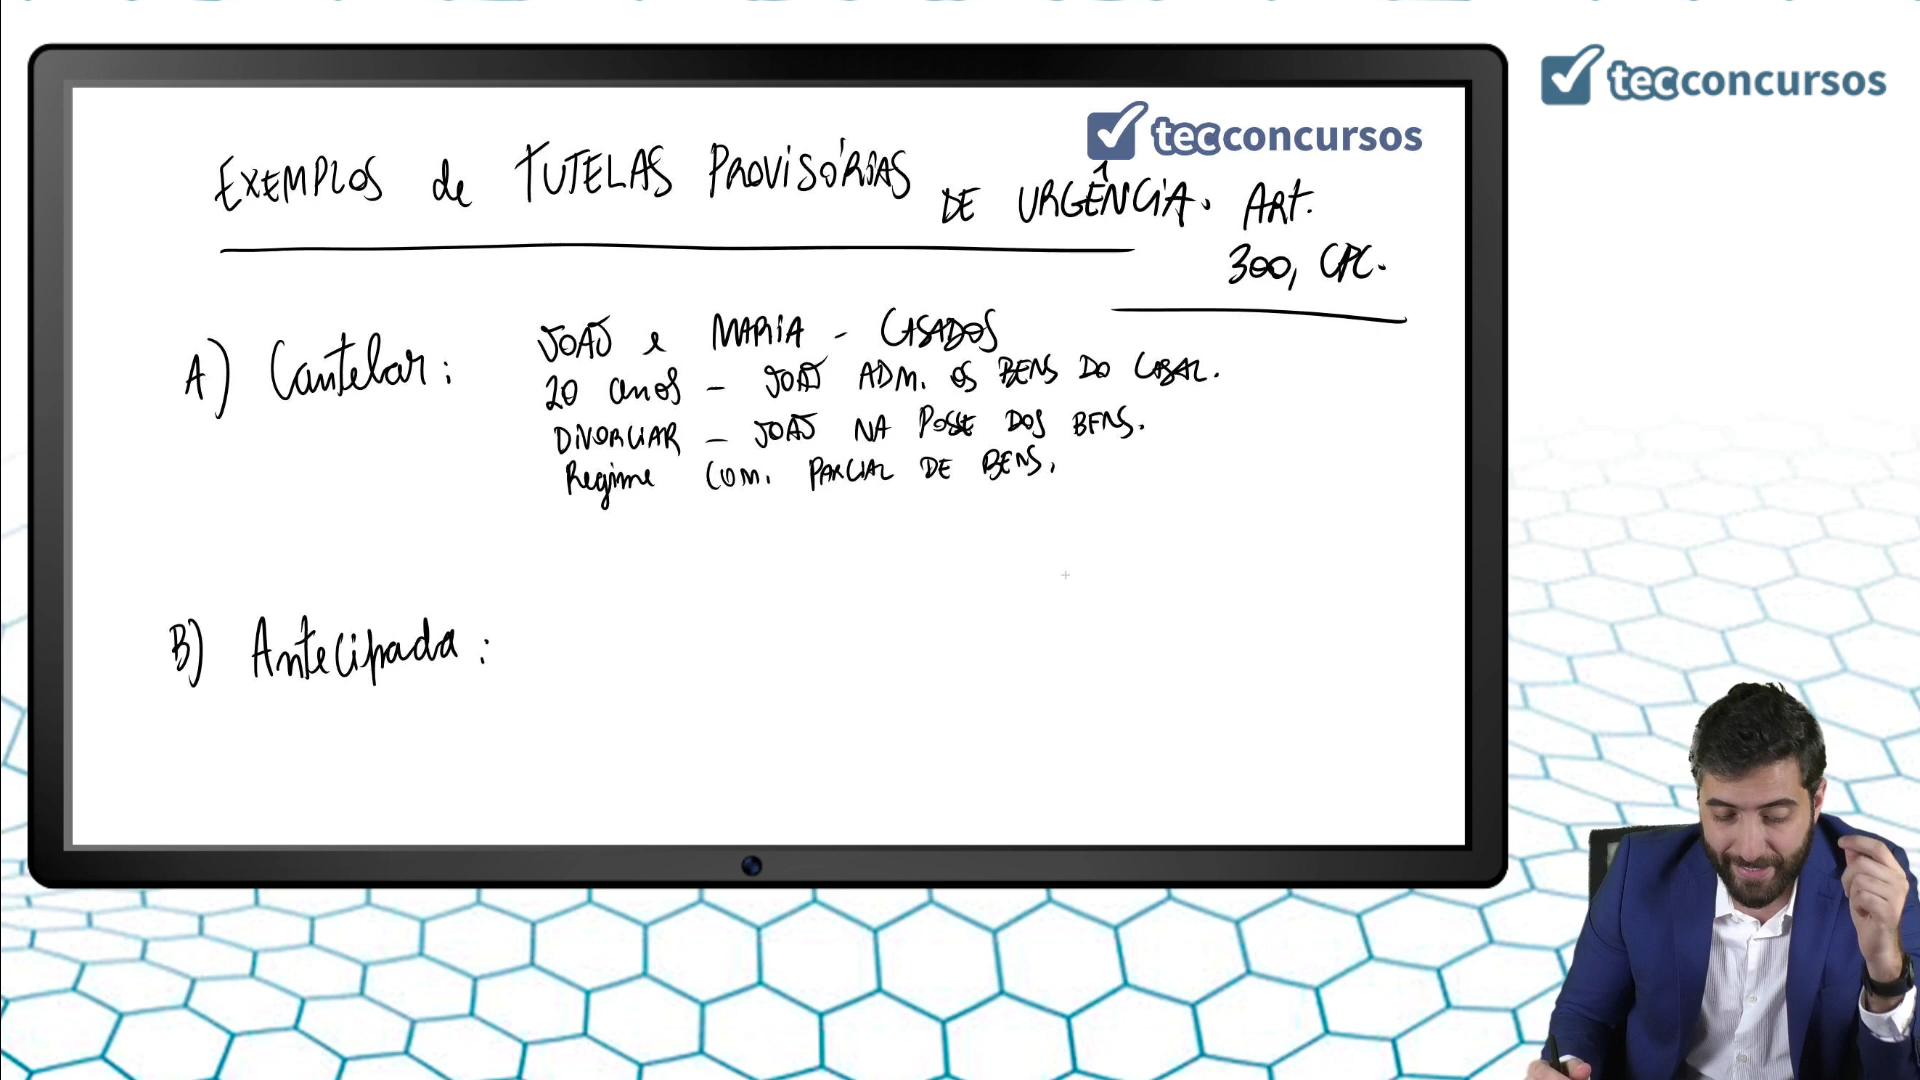 tecconcursos
tecconcursos
EXEMPLOS de TUTELAS PROVISÓRIAS DE URGÊNCIA. ART.
300, CPC.
A) Cautelar: JOÃO e MARIA - CASADOS
20 anos - JOÃO ADM. OS BENS DO CASAL.
DIVORCIAR - JOÃO NA POSSE DOS BENS.
Regime COM. PARCIAL DE BENS.
B) Antecipada: